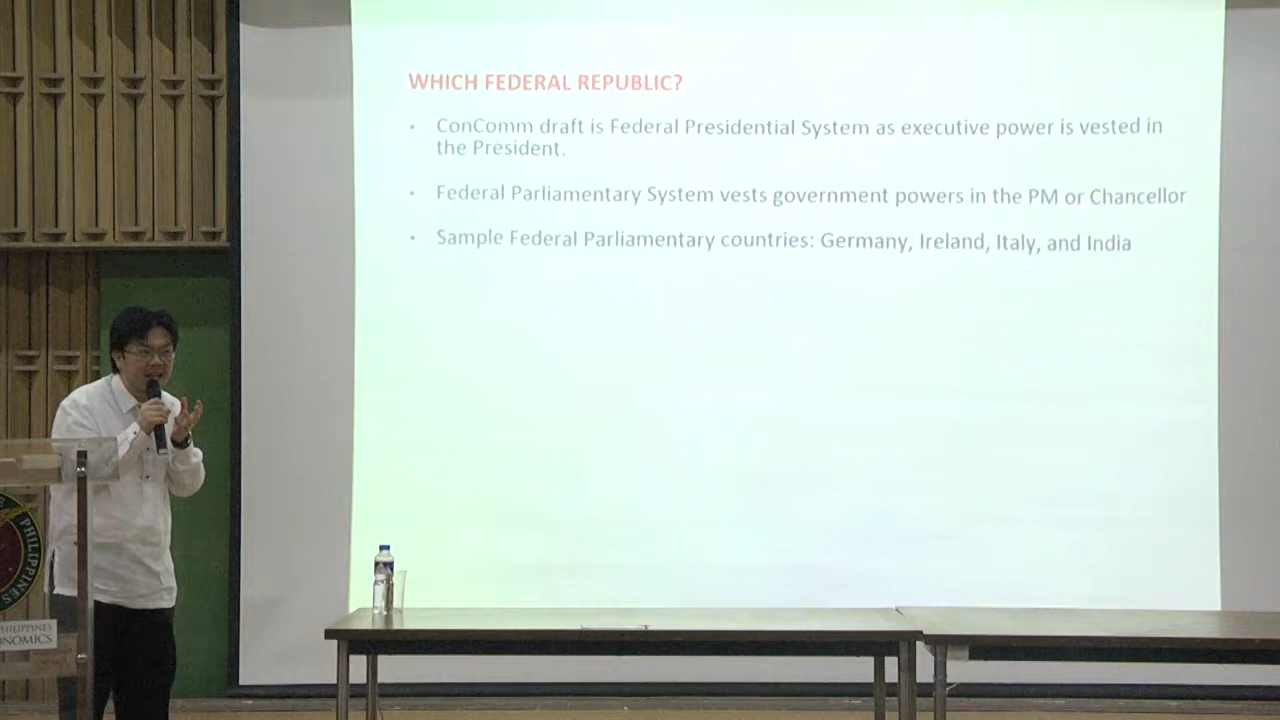 WHICH FEDERAL REPUBLIC?
• ConComm draft is Federal Presidential System as executive power is vested in
the President.
• Federal Parliamentary System vests government powers in the PM or Chancellor
• Sample Federal Parliamentary countries: Germany, Ireland, Italy, and India
PHILIPPINES
PHILIPPINES
ONOMICS